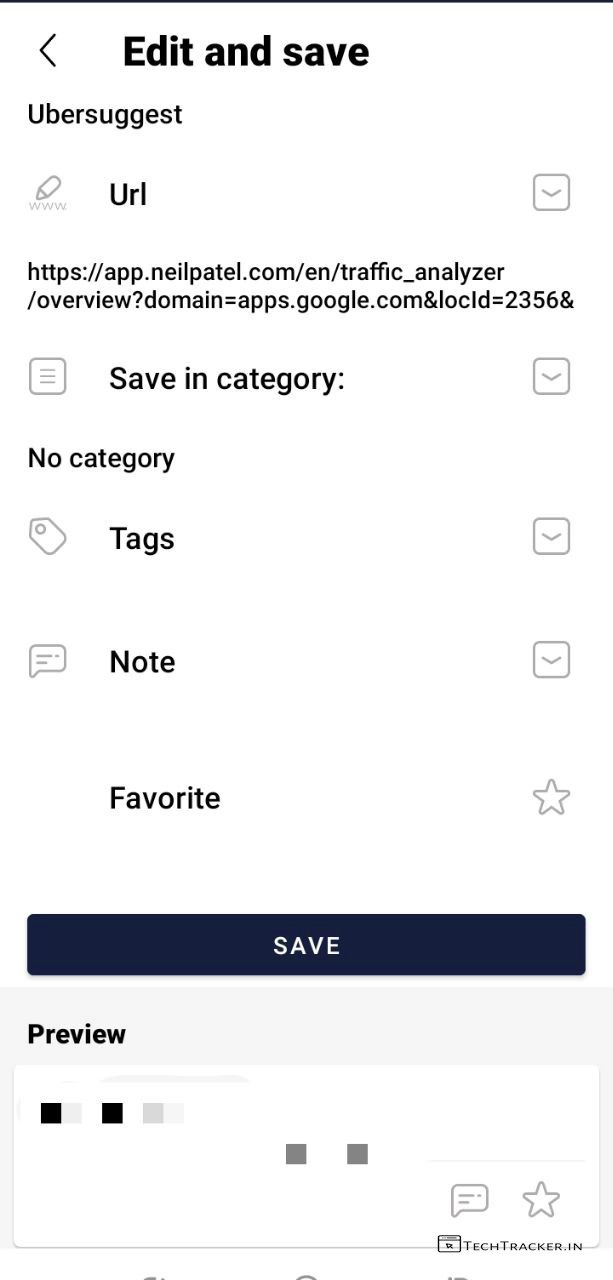 Edit and save
Ubersuggest
www.
Url
https://app.neilpatel.com/en/traffic_analyzer
/overview?domain=apps.google.com&locId=2356&
Save in category:
No category
Tags
Note
Favorite
SAVE
Preview
TECHTRACKER.IN